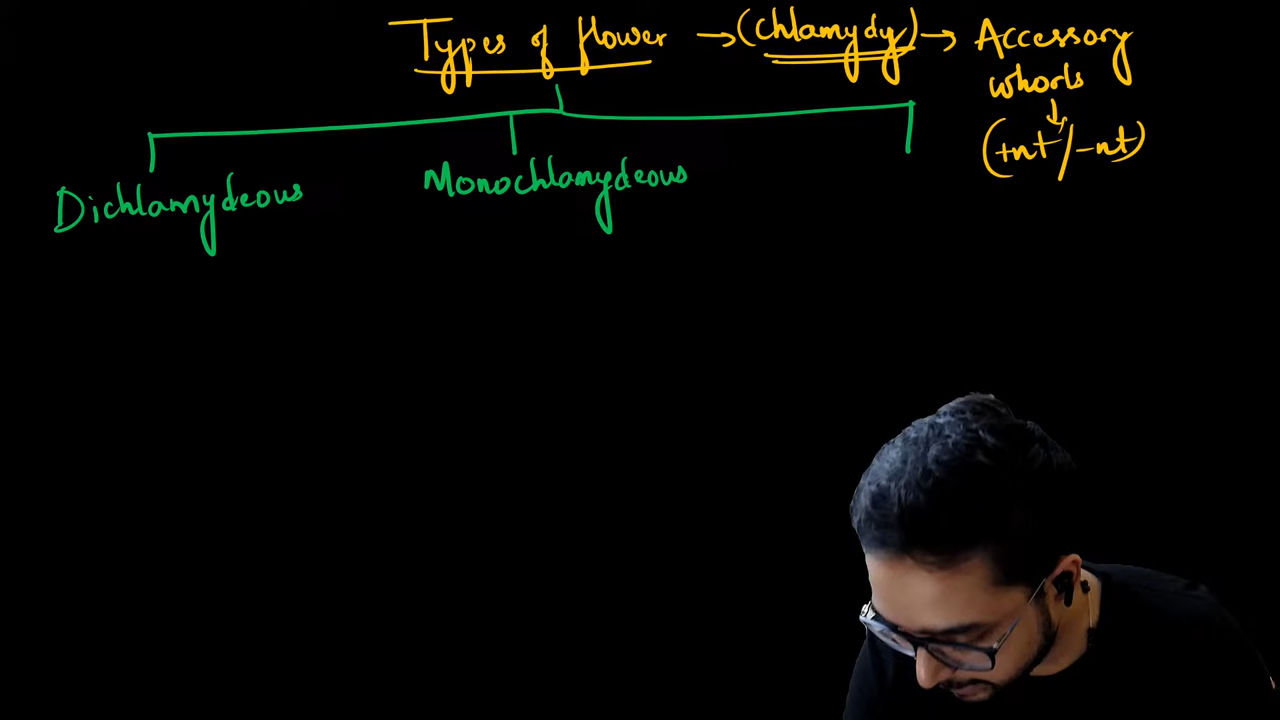 Types of flower → (Chlamydy) → Accessory
whorls
↓
(+nt/-nt)
Dichlamydeous
Monochlamydeous